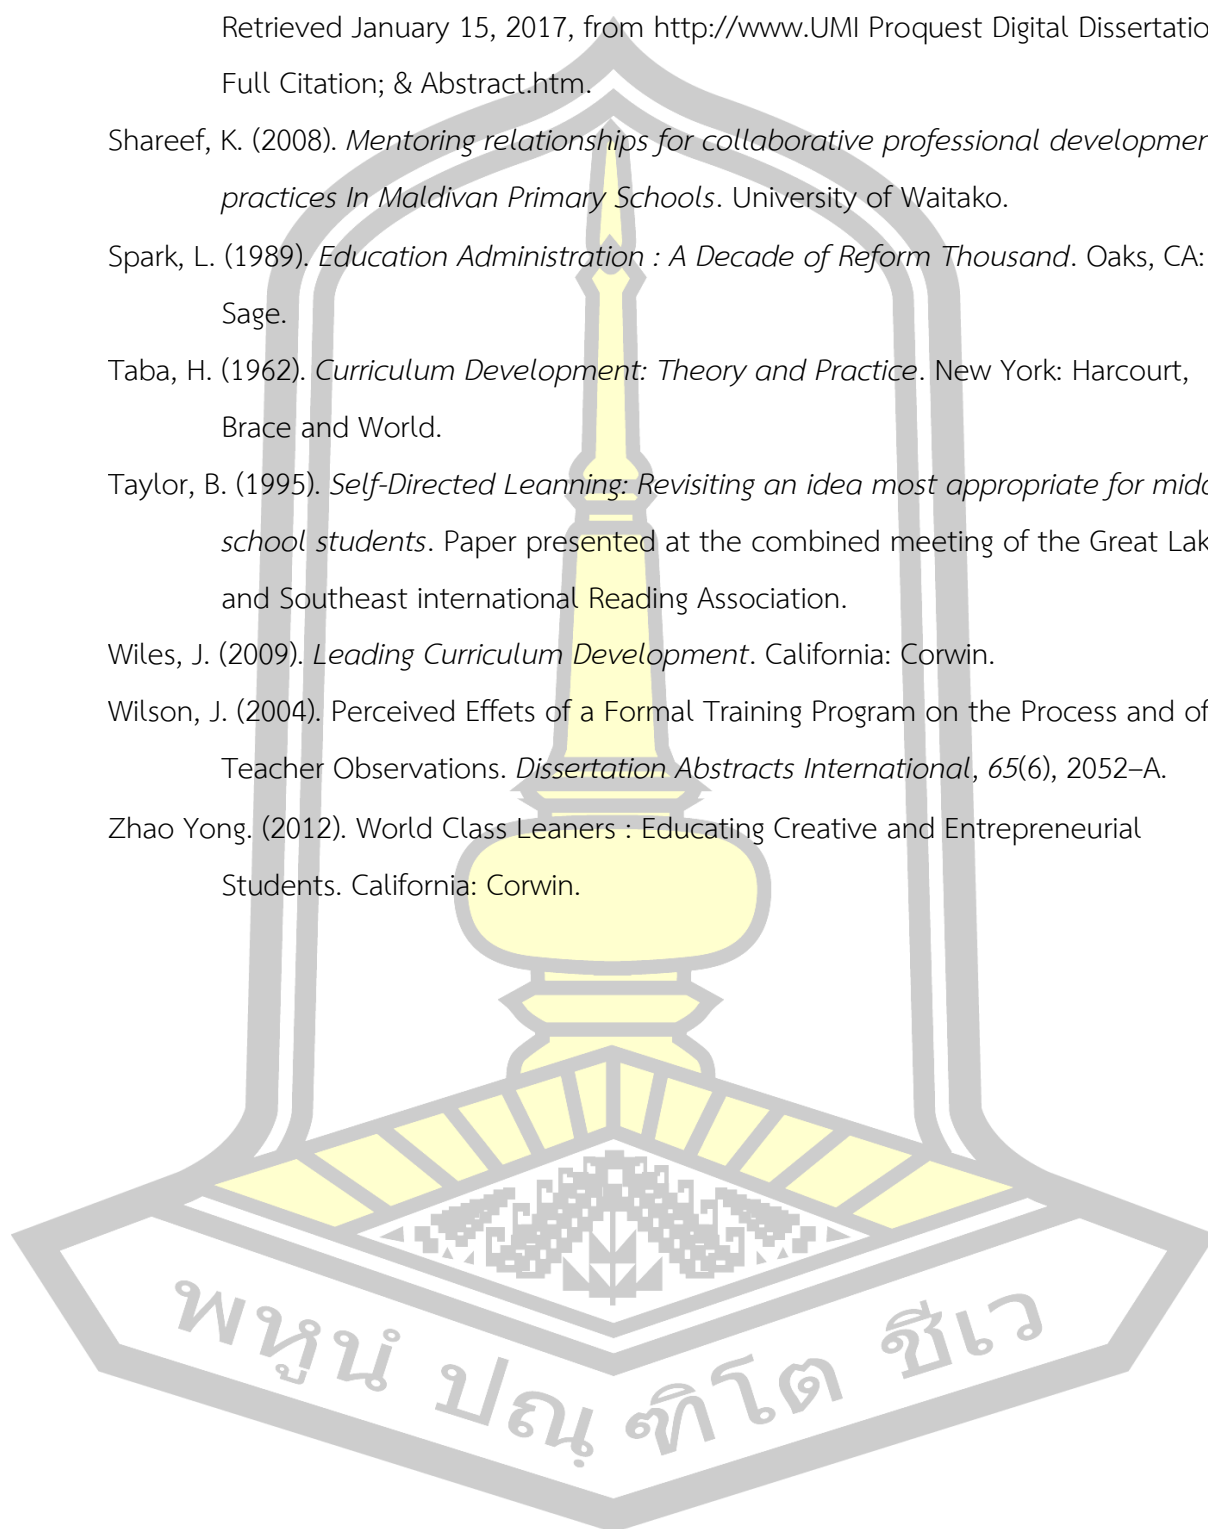 Retrieved January 15, 2017, from http://www.UMI Proquest Digital Dissertatio
Full Citation; & Abstract.htm.
Shareef, K. (2008). Mentoring relationships for collaborative professional developmen
practices In Maldivan Primary Schools. University of Waitako.
Spark, L. (1989). Education Administration : A Decade of Reform Thousand. Oaks, CA:
Sage.
Taba, H. (1962). Curriculum Development: Theory and Practice. New York: Harcourt,
Brace and World.
Taylor, B. (1995). Self-Directed Leanning: Revisiting an idea most appropriate for midd
school students. Paper presented at the combined meeting of the Great Lak
and Southeast international Reading Association.
Wiles, J. (2009). Leading Curriculum Development. California: Corwin.
Wilson, J. (2004). Perceived Effets of a Formal Training Program on the Process and of
Teacher Observations. Dissertation Abstracts International, 65(6), 2052–A.
Zhao Yong. (2012). World Class Leaners : Educating Creative and Entrepreneurial
Students. California: Corwin.
พหูนํ ปณฺ ฑิโต ชีเว